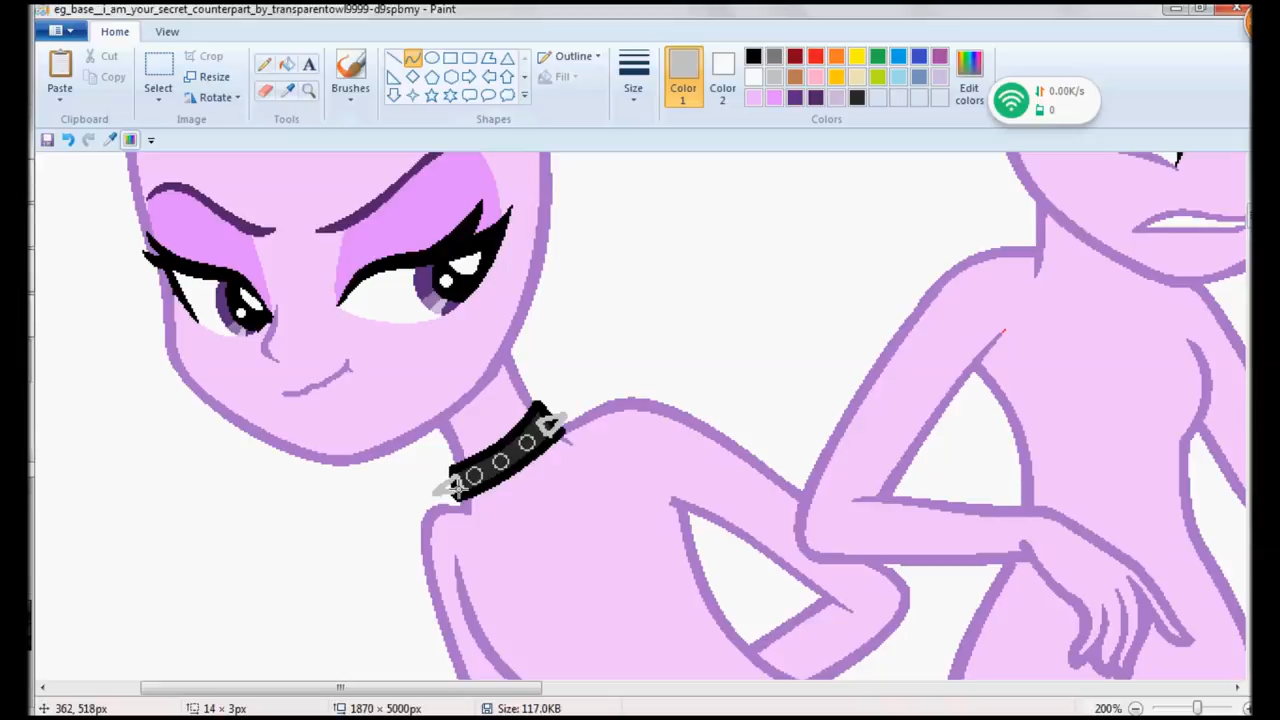 eg_base__i_am_your_secret_counterpart_by_transparentowl9999-d9spbmy - Paint
Home View
Paste Cut Copy Clipboard
Select Crop Resize Rotate Image
A Tools
Brushes
Outline Fill Shapes
Size
Color 1 Color 2 Edit colors Colors
0.00K/s
0
362, 518px 14 × 3px 1870 × 5000px Size: 117.0KB 200%